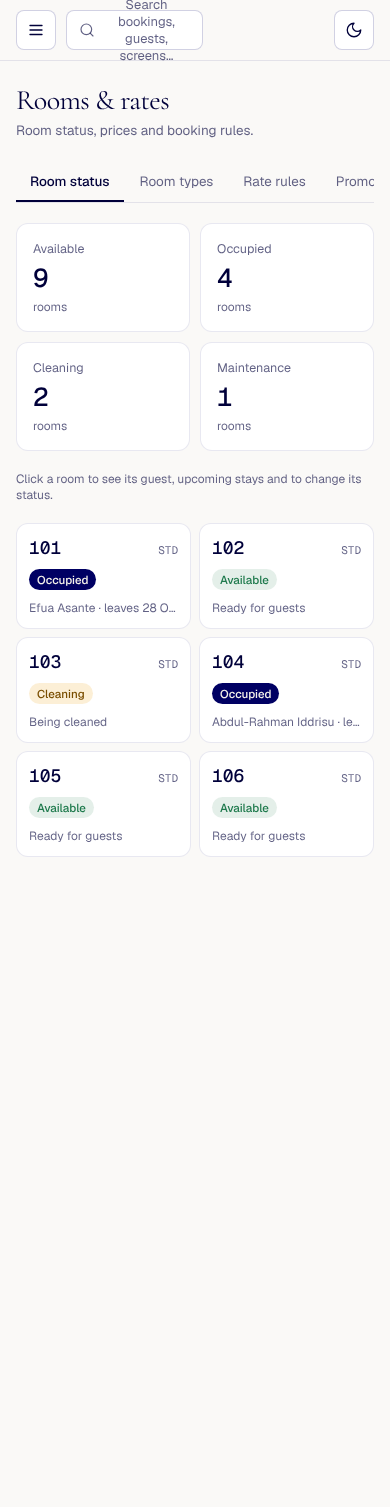 Search
bookings,
guests,
screens…
Rooms & rates
Room status, prices and booking rules.
Room status Room types Rate rules Promo
Available Occupied
9 4
rooms rooms
Cleaning Maintenance
2 1
rooms rooms
Click a room to see its guest, upcoming stays and to change its
status.
101 STD 102 STD
Occupied Available
Efua Asante · leaves 28 O… Ready for guests
103 STD 104 STD
Cleaning Occupied
Being cleaned Abdul-Rahman Iddrisu · le…
105 STD 106 STD
Available Available
Ready for guests Ready for guests